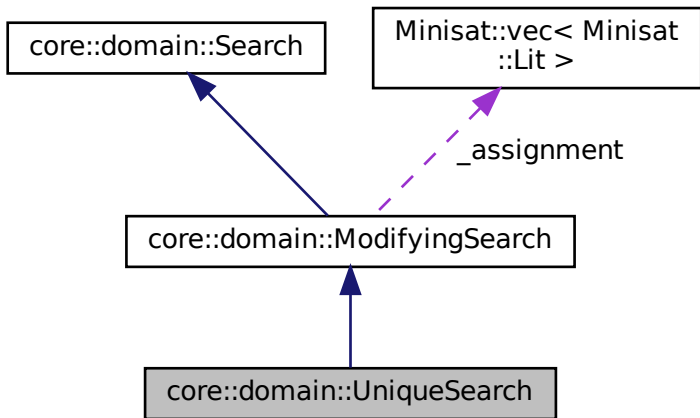 core::domain::Search
Minisat::vec< Minisat
::Lit >
_assignment
core::domain::ModifyingSearch
core::domain::UniqueSearch